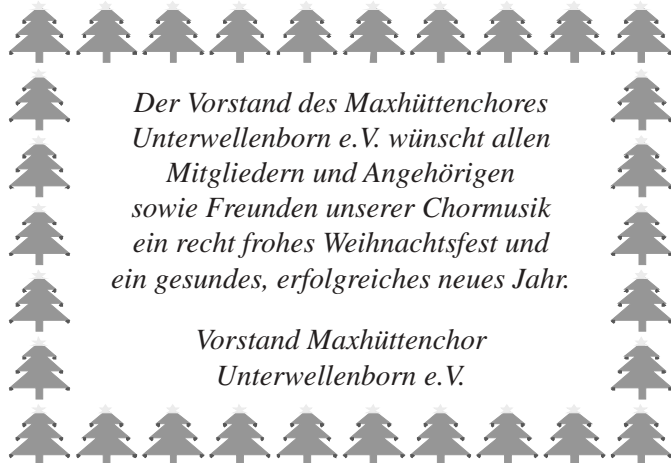 Der Vorstand des Maxhüttenchores
Unterwellenborn e.V. wünscht allen
Mitgliedern und Angehörigen
sowie Freunden unserer Chormusik
ein recht frohes Weihnachtsfest und
ein gesundes, erfolgreiches neues Jahr.
Vorstand Maxhüttenchor
Unterwellenborn e.V.